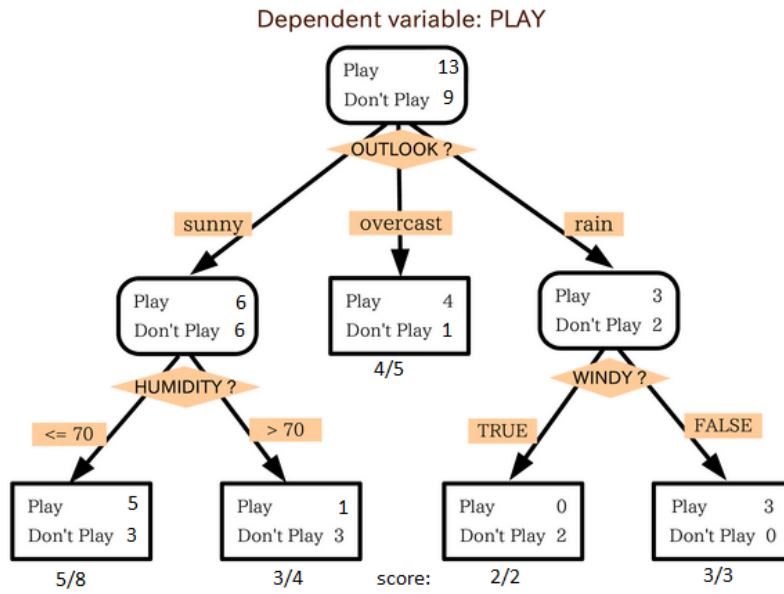 Dependent variable: PLAY
Play 13
Don't Play 9
OUTLOOK ?
sunny
overcast
rain
Play 6
Don't Play 6
Play 4
Don't Play 1
Play 3
Don't Play 2
4/5
HUMIDITY ?
WINDY ?
<= 70
> 70
TRUE
FALSE
Play 5
Don't Play 3
Play 1
Don't Play 3
Play 0
Don't Play 2
Play 3
Don't Play 0
5/8
3/4
score:
2/2
3/3